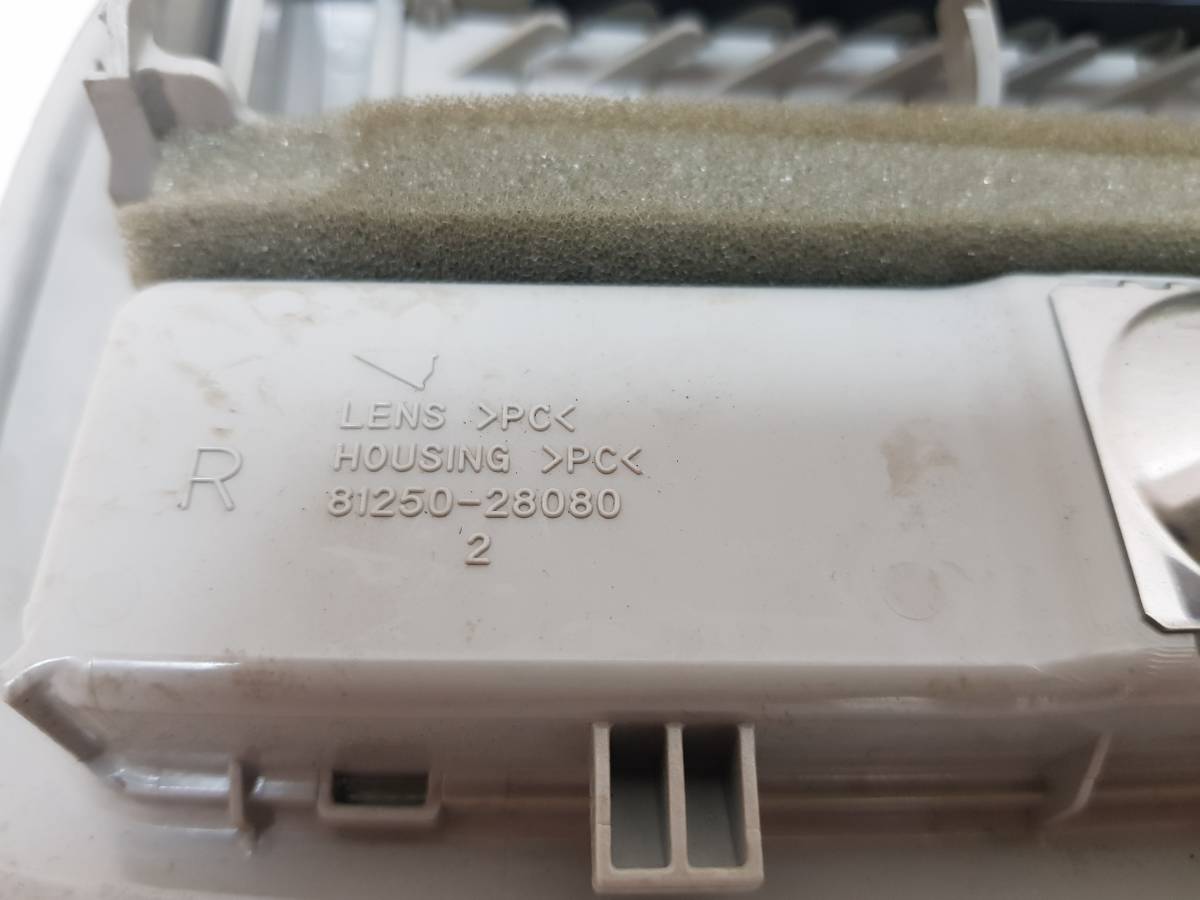 LENS >PC<
HOUSING >PC<
R
81250-28080
2